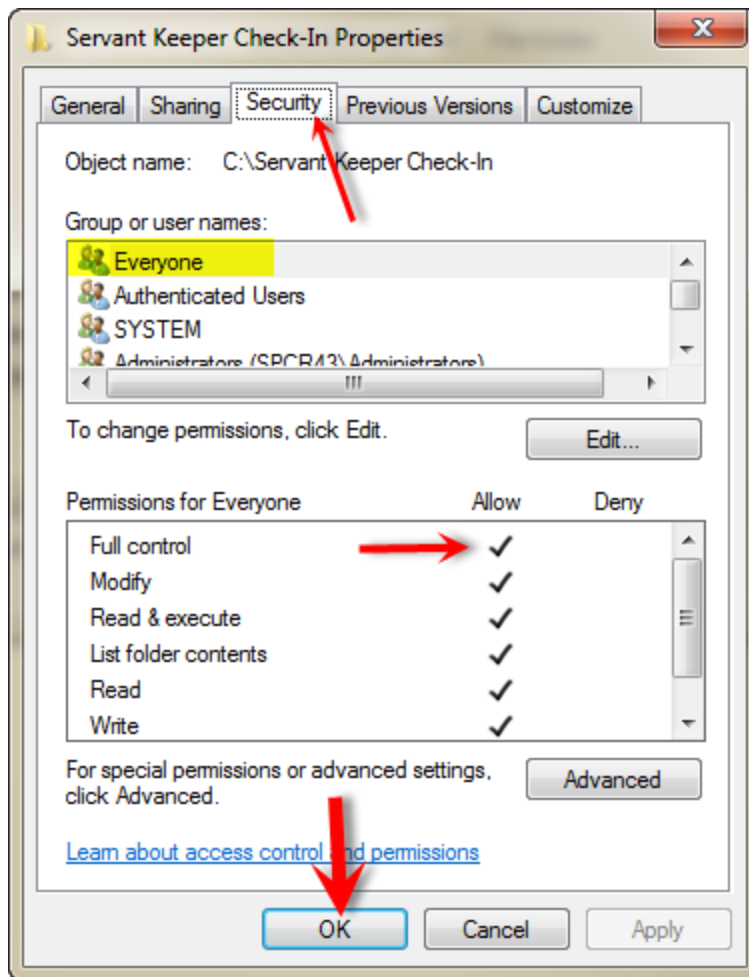 Servant Keeper Check-In Properties
General Sharing Security Previous Versions Customize
Object name: C:\Servant Keeper Check-In
Group or user names:
Everyone
Authenticated Users
SYSTEM
Administrators (SPCR43\Administrators)
To change permissions, click Edit.
Edit...
Permissions for Everyone Allow Deny
Full control
Modify
Read & execute
List folder contents
Read
Write
For special permissions or advanced settings,
click Advanced.
Advanced
Learn about access control and permissions
OK Cancel Apply